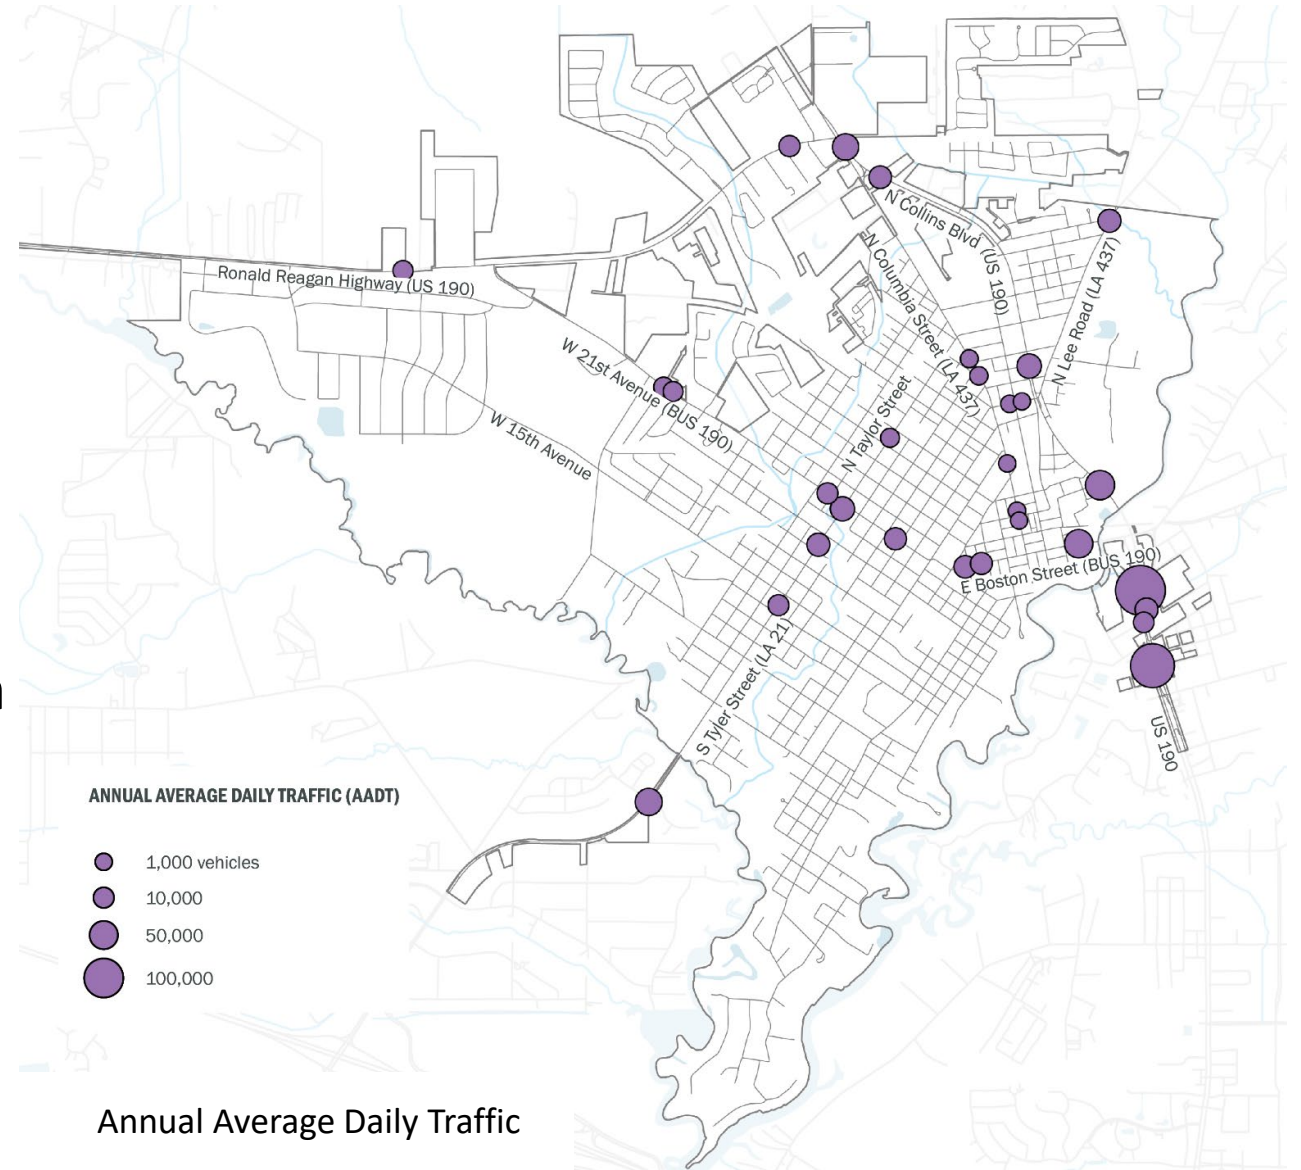 N Collins Blvd (US 190)
N Lee Road (LA 437)
N Columbia Street (LA 437)
Ronald Reagan Highway (US 190)
W 21st Avenue (BUS 190)
N Taylor Street
W 15th Avenue
E Boston Street (BUS 190)
S Tyler Street (LA 21)
US 190
ANNUAL AVERAGE DAILY TRAFFIC (AADT)
1,000 vehicles
10,000
50,000
100,000
Annual Average Daily Traffic